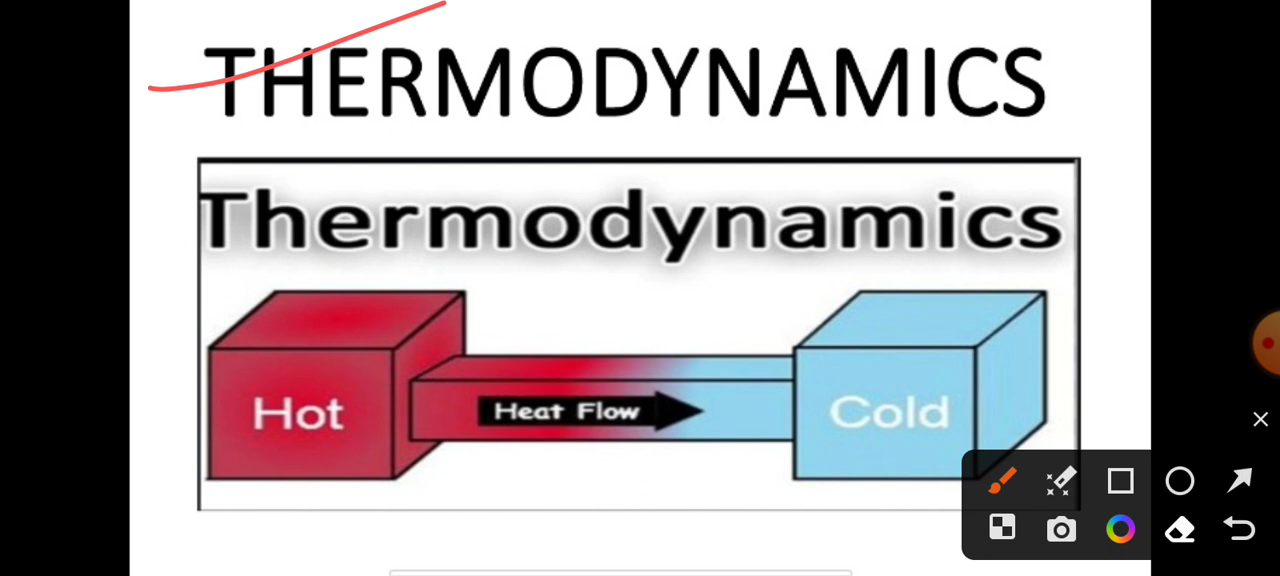 THERMODYNAMICS
Thermodynamics
Hot
Heat Flow
Cold